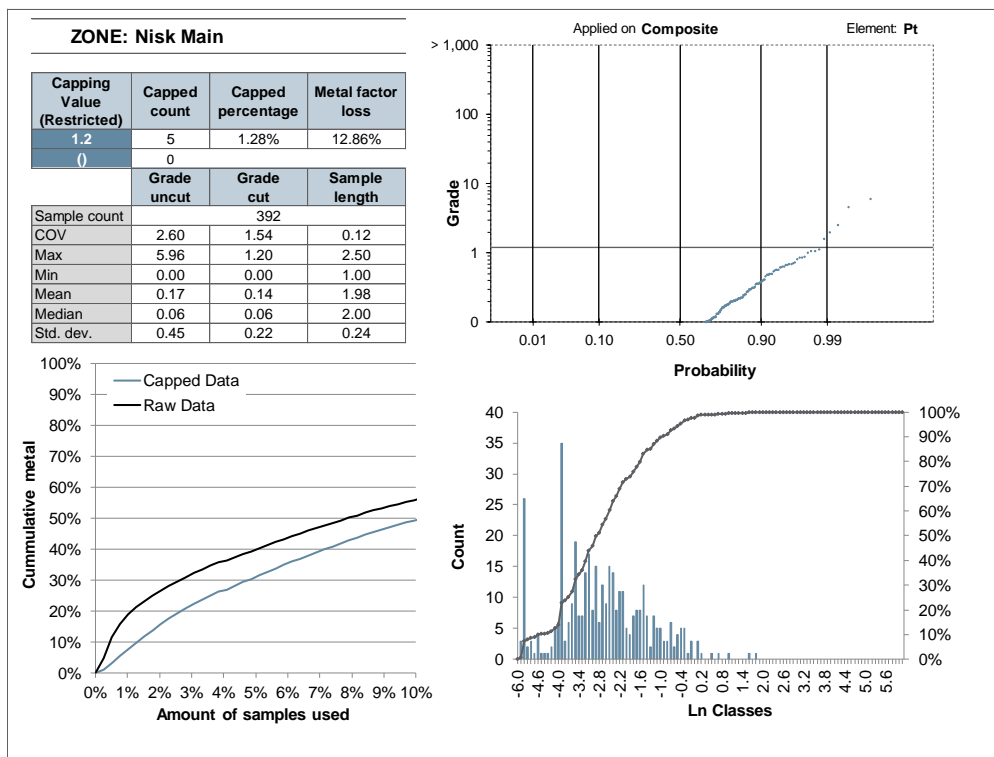 ZONE: Nisk Main
Capping Value (Restricted) Capped count Capped percentage Metal factor loss
1.2 5 1.28% 12.86%
() 0
Grade uncut Grade cut Sample length
Sample count 392
COV 2.60 1.54 0.12
Max 5.96 1.20 2.50
Min 0.00 0.00 1.00
Mean 0.17 0.14 1.98
Median 0.06 0.06 2.00
Std. dev. 0.45 0.22 0.24
Applied on Composite Element: Pt
> 1,000
100
10
1
0
Grade
0.01 0.10 0.50 0.90 0.99
Probability
100%
90%
80%
70%
60%
50%
40%
30%
20%
10%
0%
Cummulative metal
Capped Data
Raw Data
0% 1% 2% 3% 4% 5% 6% 7% 8% 9% 10%
Amount of samples used
40
35
30
25
20
15
10
5
0
Count
100%
90%
80%
70%
60%
50%
40%
30%
20%
10%
0%
-6.0 -4.6 -4.0 -3.4 -2.8 -2.2 -1.6 -1.0 -0.4 0.2 0.8 1.4 2.0 2.6 3.2 3.8 4.4 5.0 5.6
Ln Classes